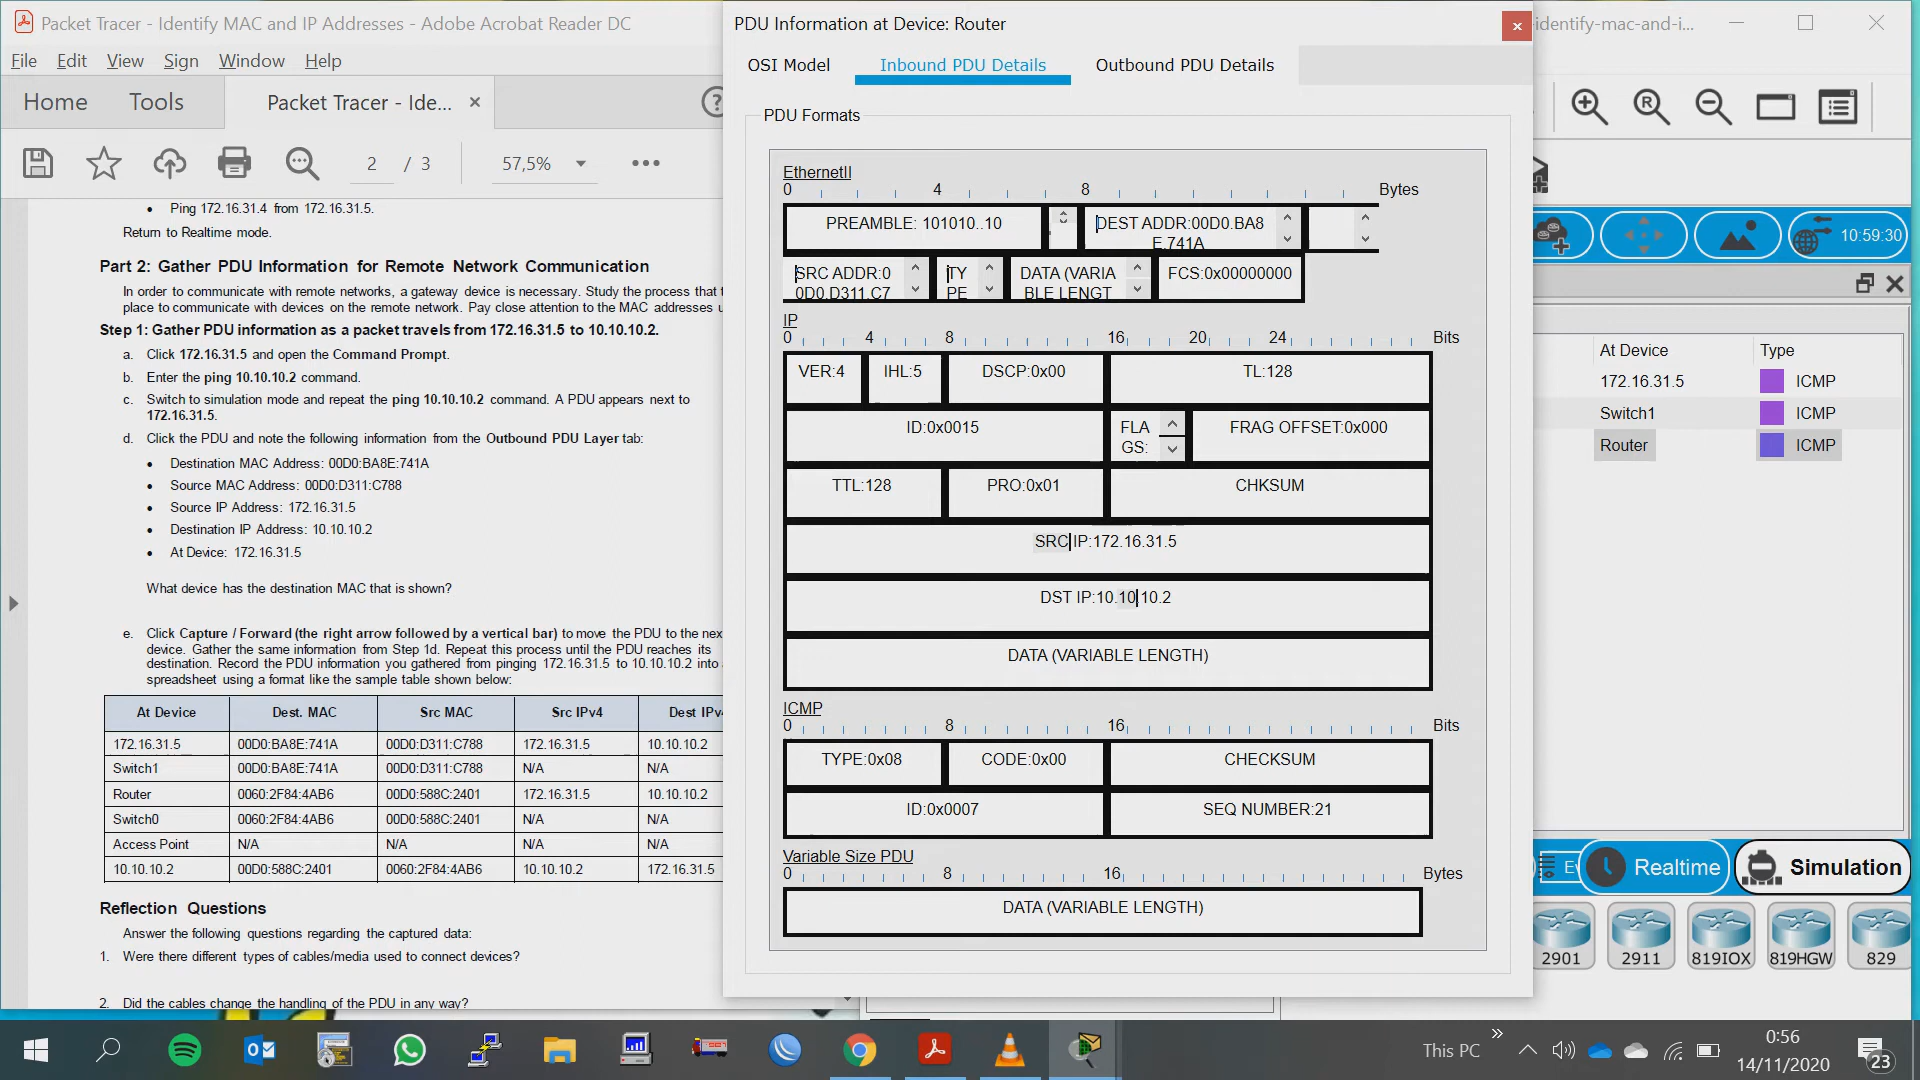 Packet Tracer - Identify MAC and IP Addresses - Adobe Acrobat Reader DC
File Edit View Sign Window Help
Home Tools Packet Tracer - Ide... ×
2 / 3 57,5%
• Ping 172.16.31.4 from 172.16.31.5.
Return to Realtime mode.
Part 2: Gather PDU Information for Remote Network Communication
In order to communicate with remote networks, a gateway device is necessary. Study the process that t
place to communicate with devices on the remote network. Pay close attention to the MAC addresses u
Step 1: Gather PDU information as a packet travels from 172.16.31.5 to 10.10.10.2.
a. Click 172.16.31.5 and open the Command Prompt.
b. Enter the ping 10.10.10.2 command.
c. Switch to simulation mode and repeat the ping 10.10.10.2 command. A PDU appears next to
172.16.31.5.
d. Click the PDU and note the following information from the Outbound PDU Layer tab:
• Destination MAC Address: 00D0:BA8E:741A
• Source MAC Address: 00D0:D311:C788
• Source IP Address: 172.16.31.5
• Destination IP Address: 10.10.10.2
• At Device: 172.16.31.5
What device has the destination MAC that is shown?
e. Click Capture / Forward (the right arrow followed by a vertical bar) to move the PDU to the nex
device. Gather the same information from Step 1d. Repeat this process until the PDU reaches its
destination. Record the PDU information you gathered from pinging 172.16.31.5 to 10.10.10.2 into
spreadsheet using a format like the sample table shown below:
At Device Dest. MAC Src MAC Src IPv4 Dest IPv
172.16.31.5 00D0:BA8E:741A 00D0:D311:C788 172.16.31.5 10.10.10.2
Switch1 00D0:BA8E:741A 00D0:D311:C788 N/A N/A
Router 0060:2F84:4AB6 00D0:588C:2401 172.16.31.5 10.10.10.2
Switch0 0060:2F84:4AB6 00D0:588C:2401 N/A N/A
Access Point N/A N/A N/A N/A
10.10.10.2 00D0:588C:2401 0060:2F84:4AB6 10.10.10.2 172.16.31.5
Reflection Questions
Answer the following questions regarding the captured data:
1. Were there different types of cables/media used to connect devices?
2. Did the cables change the handling of the PDU in any way?
PDU Information at Device: Router
OSI Model Inbound PDU Details Outbound PDU Details
PDU Formats
EthernetII
0 4 8 Bytes
PREAMBLE: 101010..10 DEST ADDR:00D0.BA8
E.741A
SRC ADDR:0 TY DATA (VARIA FCS:0x00000000
0D0.D311.C7 PE BLE LENGT
IP
0 4 8 16 20 24 Bits
VER:4 IHL:5 DSCP:0x00 TL:128
ID:0x0015 FLA FRAG OFFSET:0x000
GS:
TTL:128 PRO:0x01 CHKSUM
SRC IP:172.16.31.5
DST IP:10.10.10.2
DATA (VARIABLE LENGTH)
ICMP
0 8 16 Bits
TYPE:0x08 CODE:0x00 CHECKSUM
ID:0x0007 SEQ NUMBER:21
Variable Size PDU
0 8 16 Bytes
DATA (VARIABLE LENGTH)
identify-mac-and-i...
10:59:30
At Device Type
172.16.31.5 ICMP
Switch1 ICMP
Router ICMP
Ev Realtime Simulation
2901 2911 819IOX 819HGW 829
This PC 0:56
14/11/2020 23